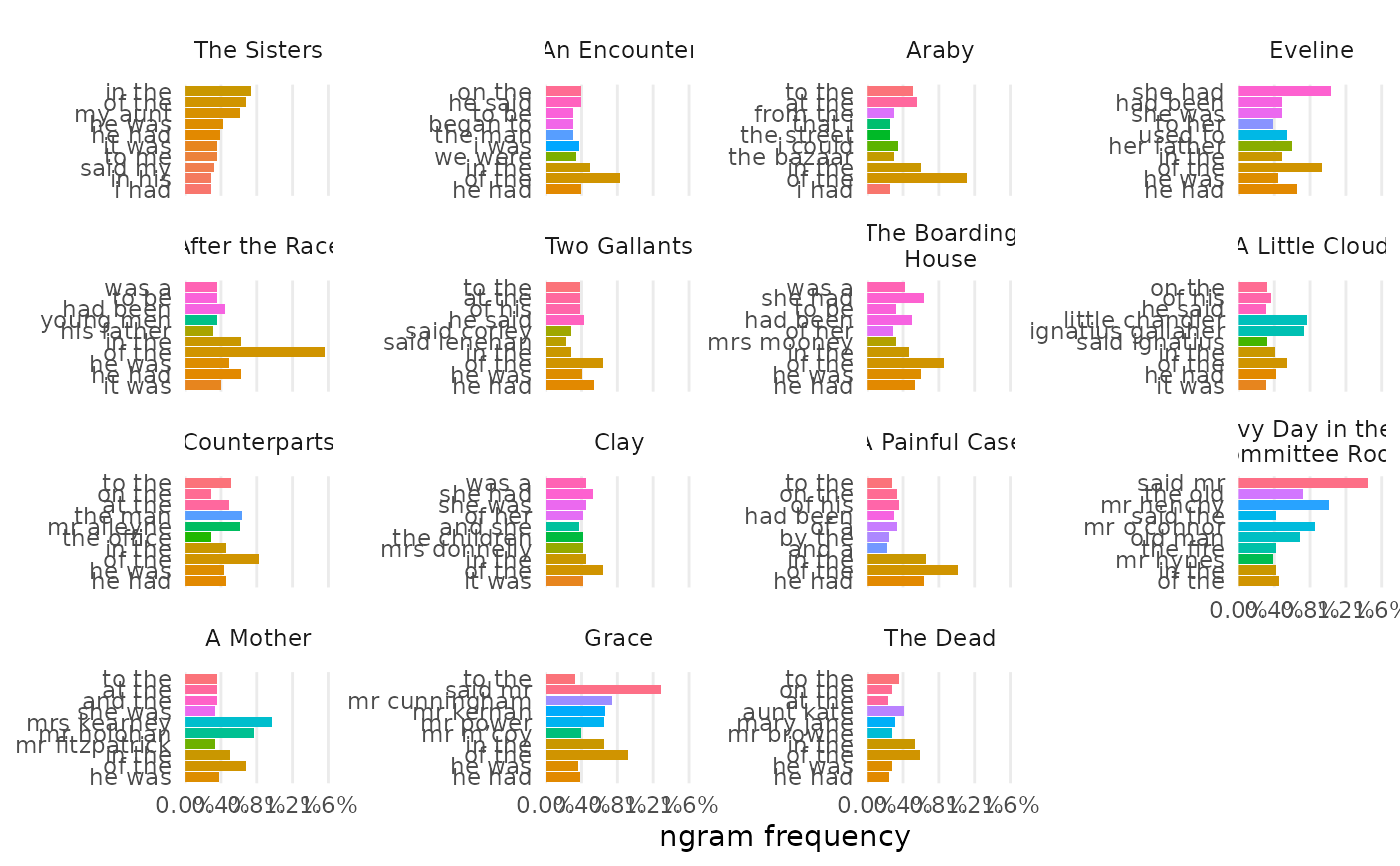 The Sisters
in the
of the
my aunt
he was
he had
it was
to me
said my
in his
i had
An Encounter
on the
he said
to be
began to
the man
i was
we were
in the
of the
he had
Araby
to the
at the
from the
that i
the street
i could
the bazaar
in the
of the
i had
Eveline
she had
had been
she was
to her
used to
her father
in the
of the
he was
he had
After the Race
was a
to be
had been
young men
his father
in the
of the
he was
he had
it was
Two Gallants
to the
at the
of his
he said
said corley
said lenehan
in the
of the
he was
he had
The Boarding
House
was a
she had
to be
had been
of her
mrs mooney
in the
of the
he was
he had
A Little Cloud
on the
of his
he said
little chandler
ignatius gallaher
said ignatius
in the
of the
he had
it was
Counterparts
to the
on the
at the
the man
mr alleyne
the office
in the
of the
he was
he had
Clay
was a
she had
she was
of her
and she
the children
mrs donnelly
in the
of the
it was
A Painful Case
to the
on the
of his
had been
of a
by the
and a
in the
of the
he had
vy Day in the
ommittee Roo
said mr
the old
mr henchy
said the
mr o'connor
old man
the fire
mr hynes
in the
of the
0.0% 0.4% 0.8% 1.2% 1.6%
A Mother
to the
at the
and the
she was
mrs kearney
mr holohan
mr fitzpatrick
in the
of the
he was
0.0% 0.4% 0.8% 1.2% 1.6%
Grace
to the
said mr
mr cunningham
mr kernan
mr power
mr m'coy
in the
of the
he was
he had
0.0% 0.4% 0.8% 1.2% 1.6%
The Dead
to the
on the
at the
aunt kate
mary jane
mr browne
in the
of the
he was
he had
0.0% 0.4% 0.8% 1.2% 1.6%
ngram frequency